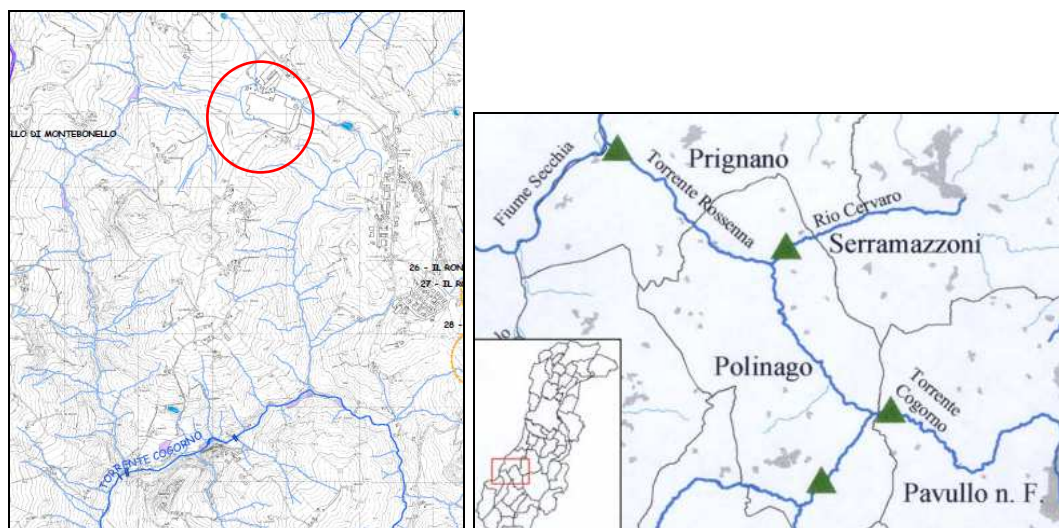 LLO DI MONTEBONELLO
26 - IL RON
27 - IL R
28 -
TORRENTE COGORNO
Fiume Secchia
Prignano
Torrente Rossenna
Rio Cervaro
Serramazzoni
Polinago
Torrente
Cogorno
Pavullo n. F.